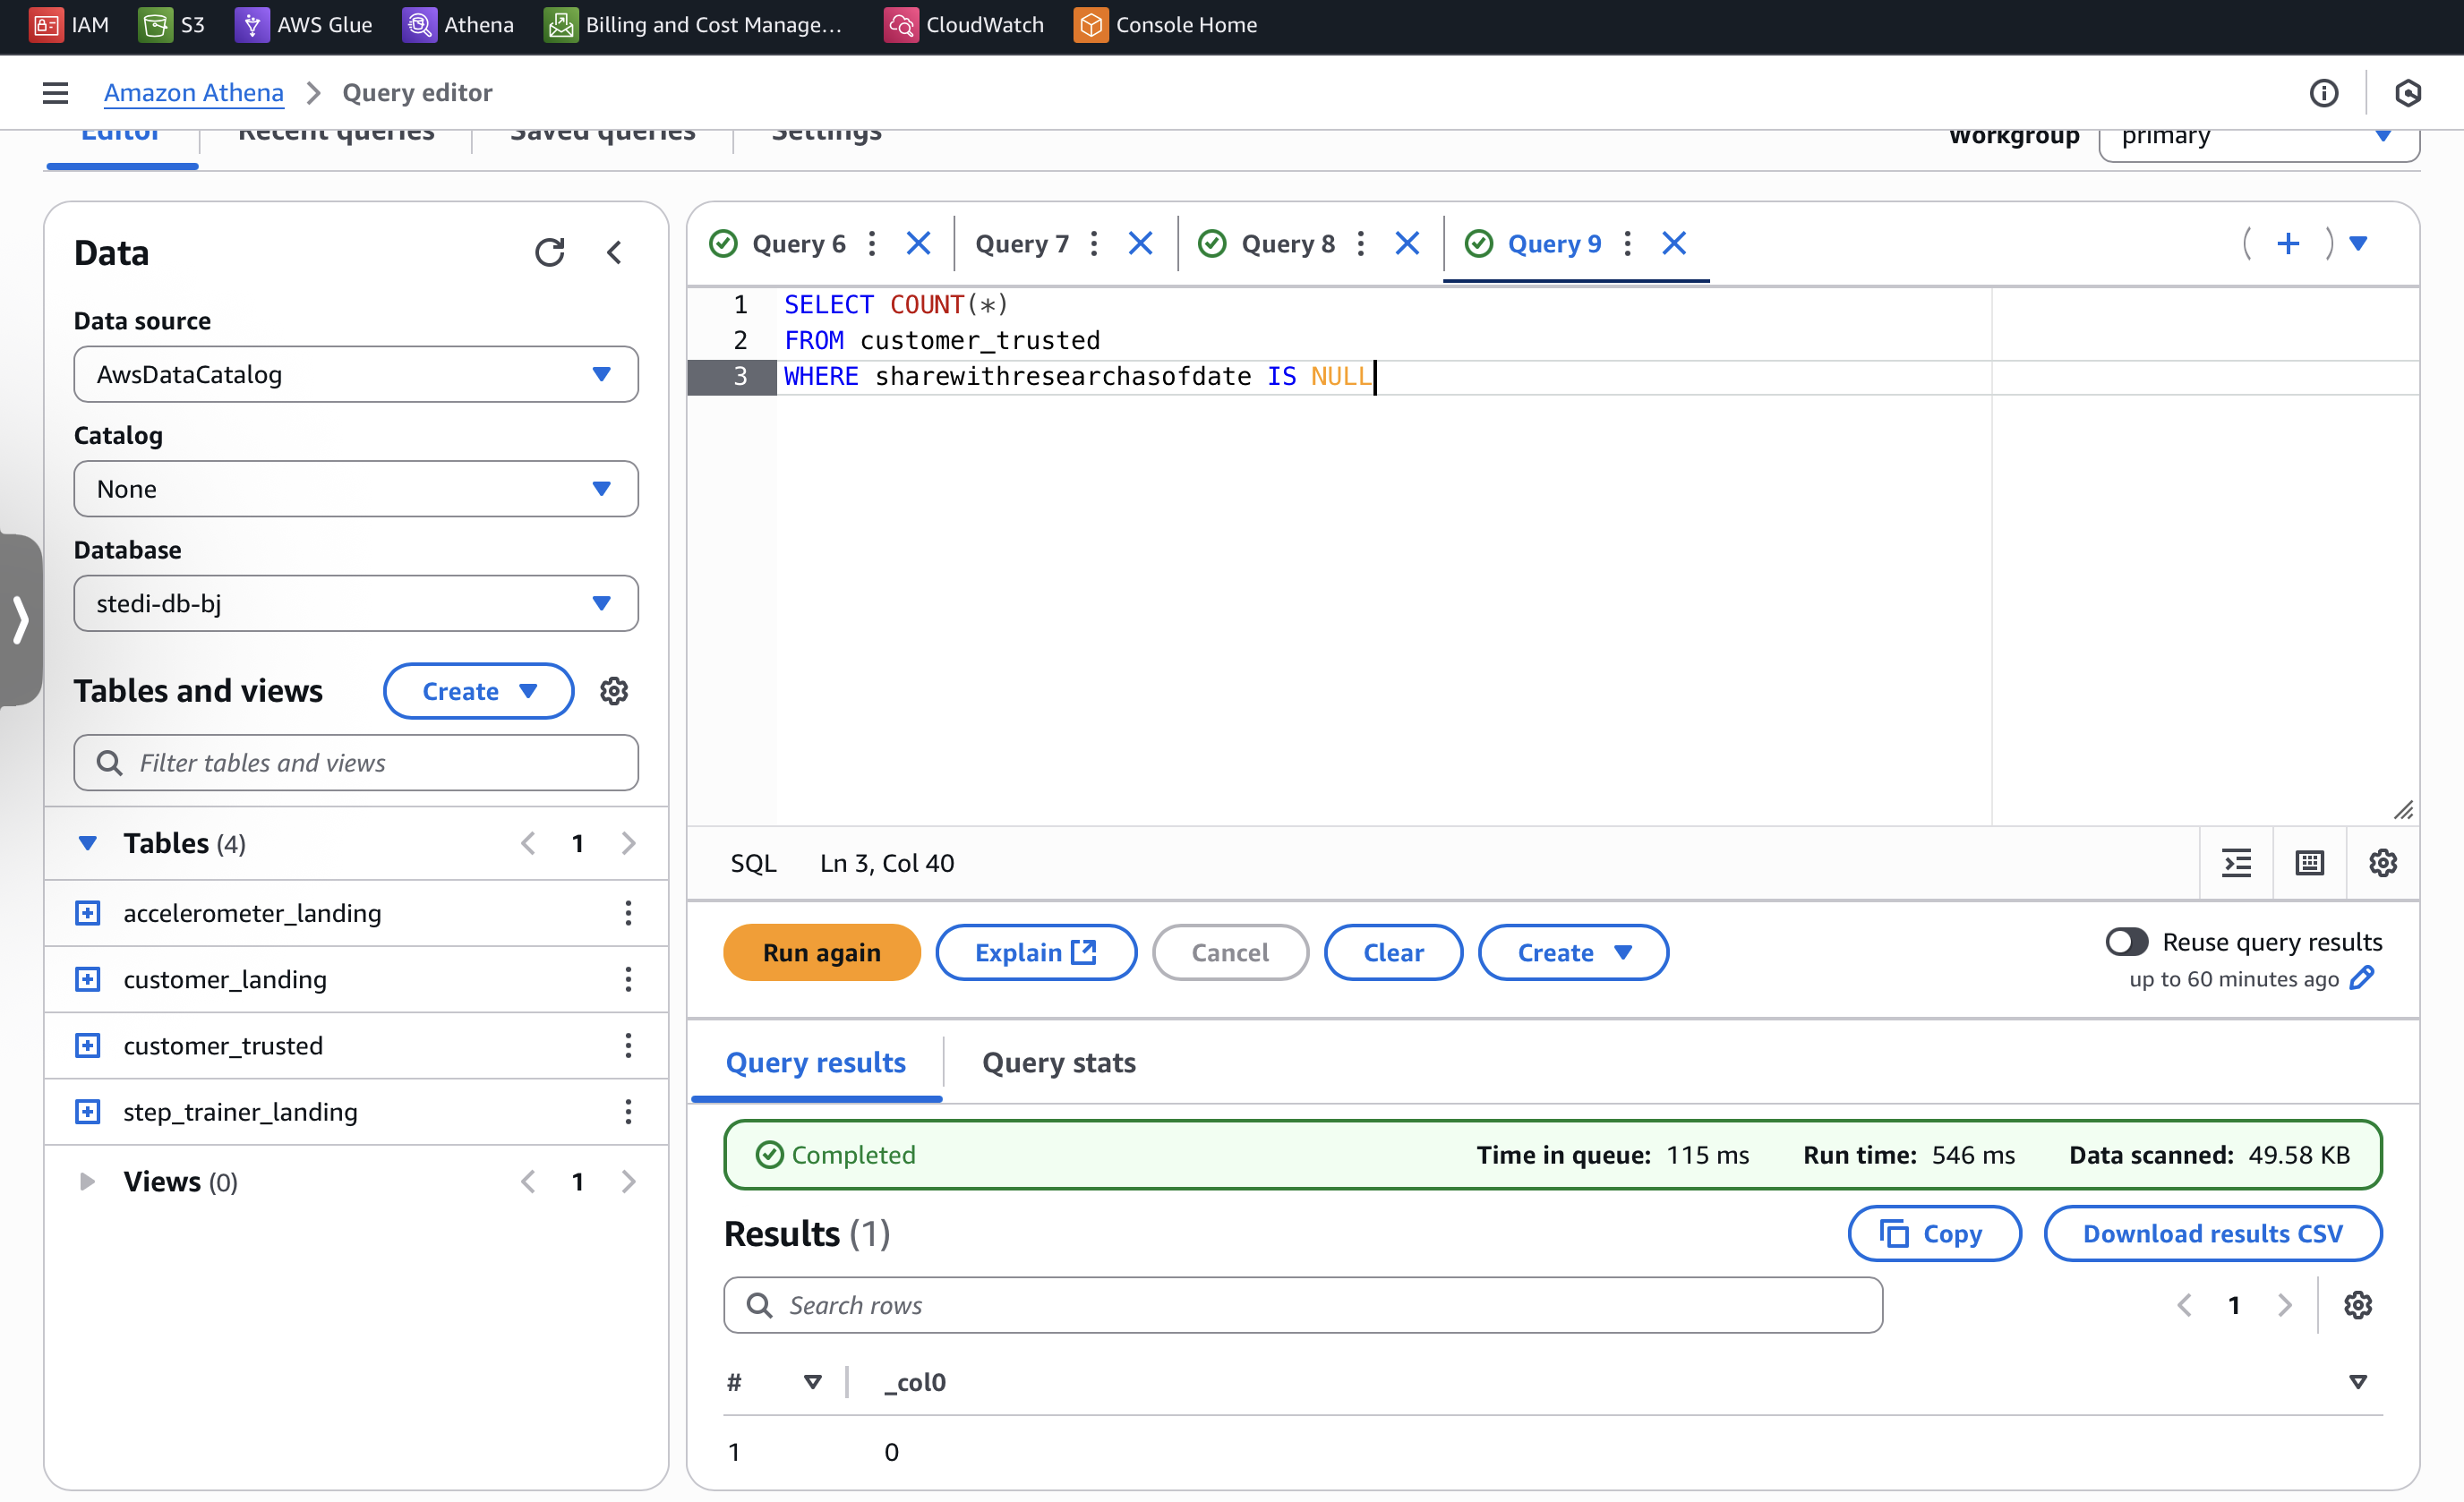 IAM S3 AWS Glue Athena Billing and Cost Manage... CloudWatch Console Home
Amazon Athena Query editor
Editor Recent queries Saved queries Settings Workgroup primary
Data
Data source
AwsDataCatalog
Catalog
None
Database
stedi-db-bj
Tables and views Create
Filter tables and views
Tables (4) 1
accelerometer_landing
customer_landing
customer_trusted
step_trainer_landing
Views (0) 1
Query 6 Query 7 Query 8 Query 9
1 SELECT COUNT(*)
2 FROM customer_trusted
3 WHERE sharewithresearchasofdate IS NULL
SQL Ln 3, Col 40
Run again Explain Cancel Clear Create Reuse query results
up to 60 minutes ago
Query results Query stats
Completed Time in queue: 115 ms Run time: 546 ms Data scanned: 49.58 KB
Results (1) Copy Download results CSV
Search rows 1
# _col0
1 0